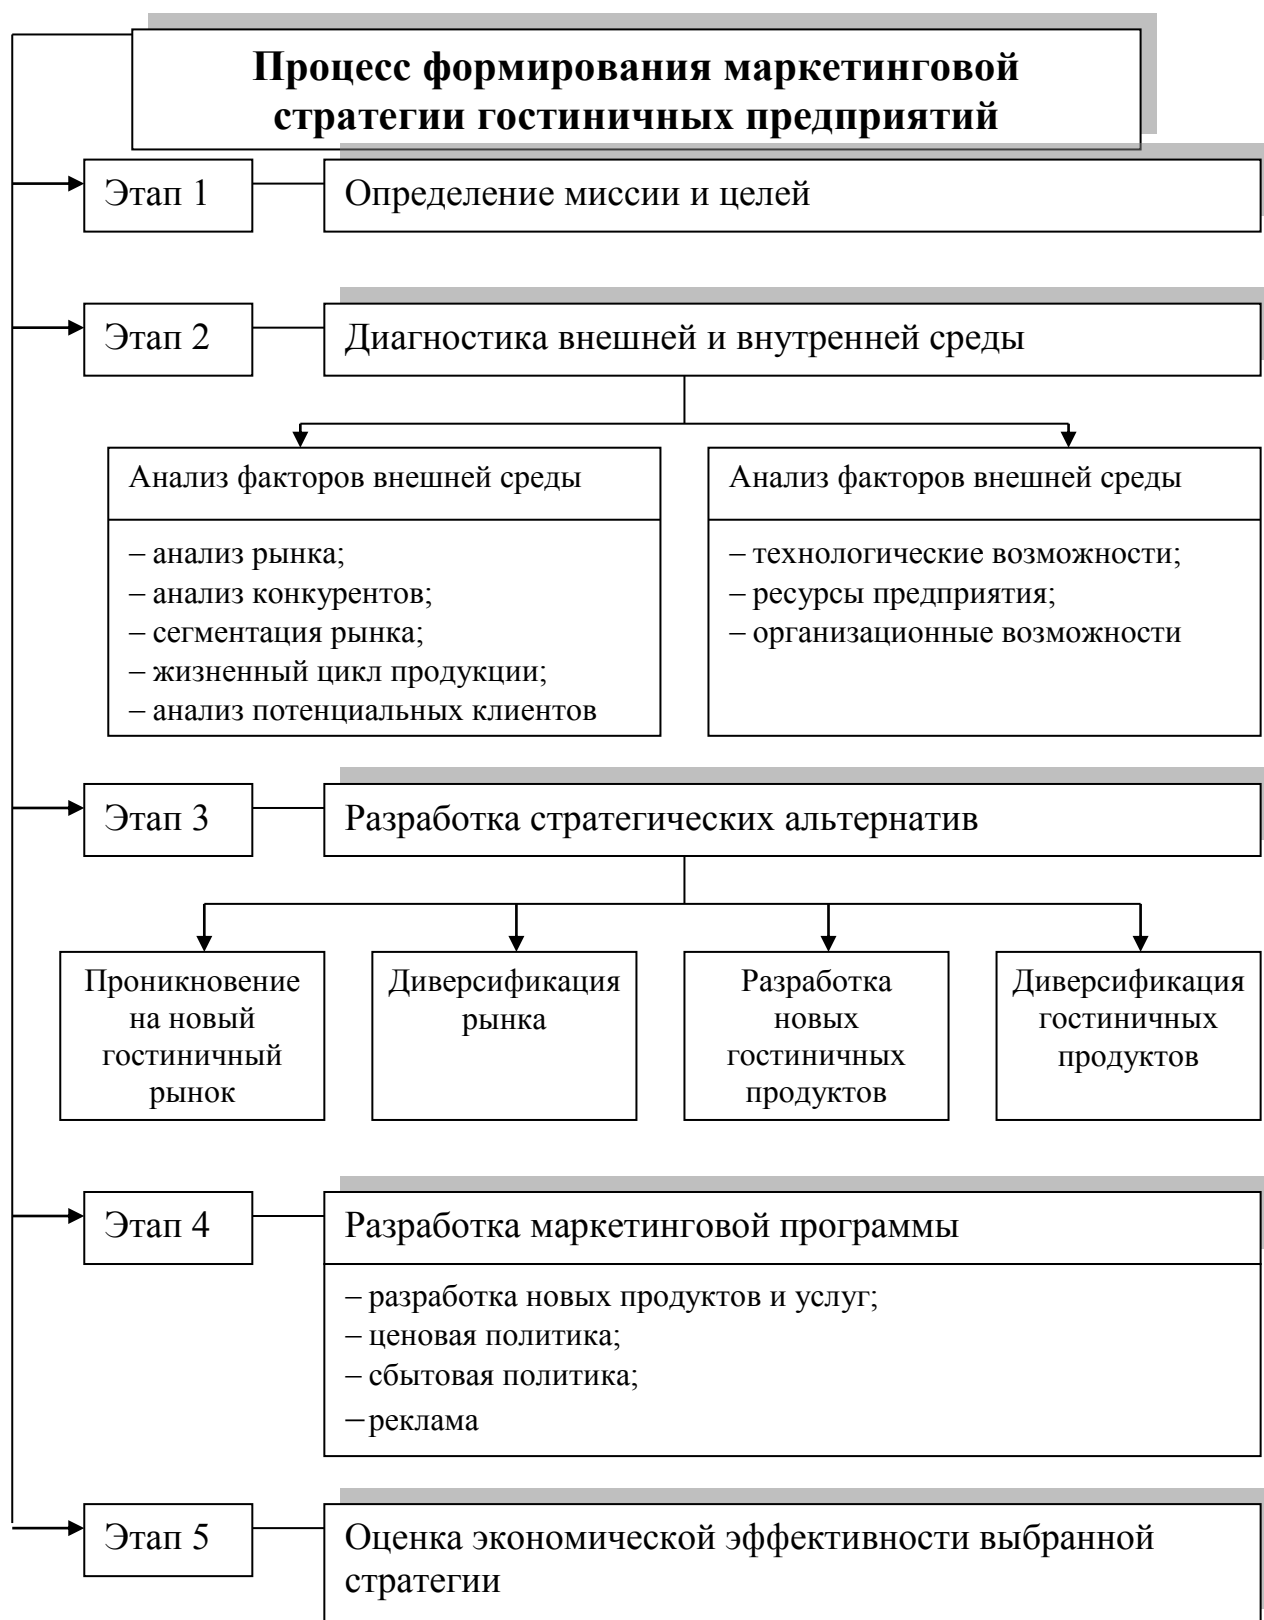 Процесс формирования маркетинговой
стратегии гостиничных предприятий
Этап 1
Определение миссии и целей
Этап 2
Диагностика внешней и внутренней среды
Анализ факторов внешней среды
– анализ рынка;
– анализ конкурентов;
– сегментация рынка;
– жизненный цикл продукции;
– анализ потенциальных клиентов
Анализ факторов внешней среды
– технологические возможности;
– ресурсы предприятия;
– организационные возможности
Этап 3
Разработка стратегических альтернатив
Проникновение
на новый
гостиничный
рынок
Диверсификация
рынка
Разработка
новых
гостиничных
продуктов
Диверсификация
гостиничных
продуктов
Этап 4
Разработка маркетинговой программы
– разработка новых продуктов и услуг;
– ценовая политика;
– сбытовая политика;
– реклама
Этап 5
Оценка экономической эффективности выбранной
стратегии